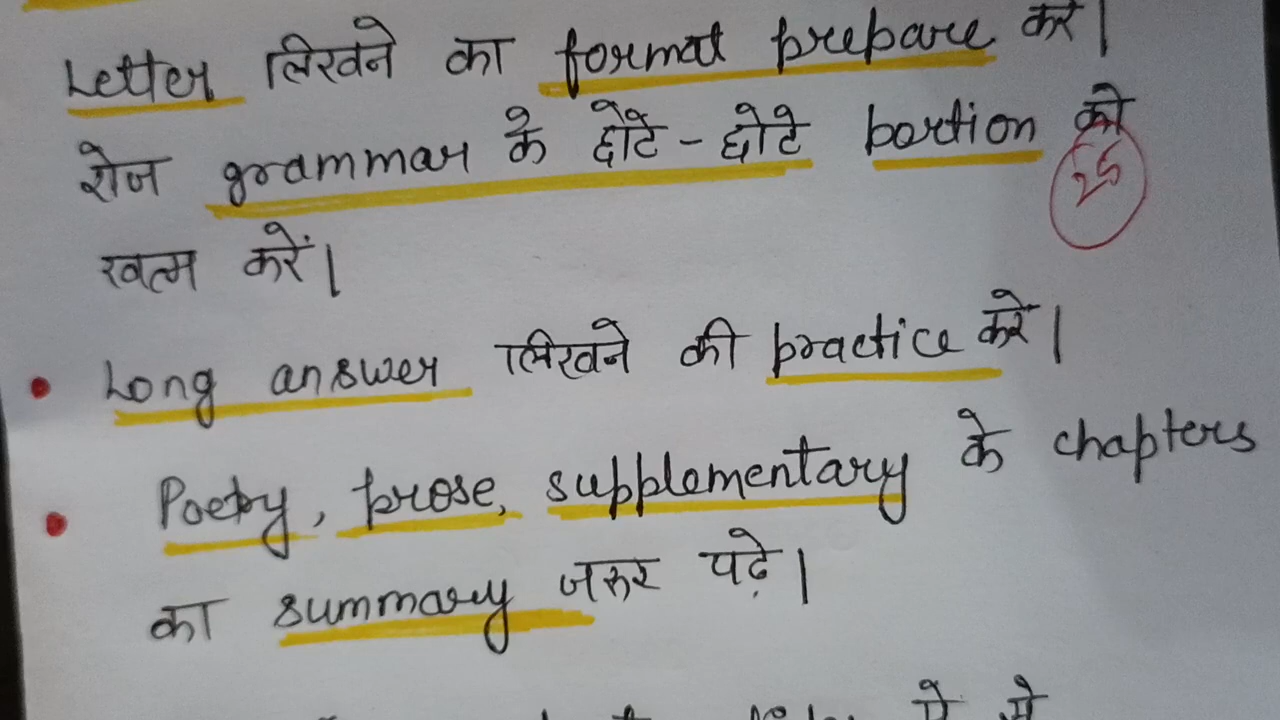 Letter लिखने का format prepare करें।
रोज grammar के छोटे-छोटे portion को
25
खत्म करें।
• Long answer लिखने की practice करें।
• Poetry, prose, supplementary के chapters
का summary जरुर पढ़े।
में से